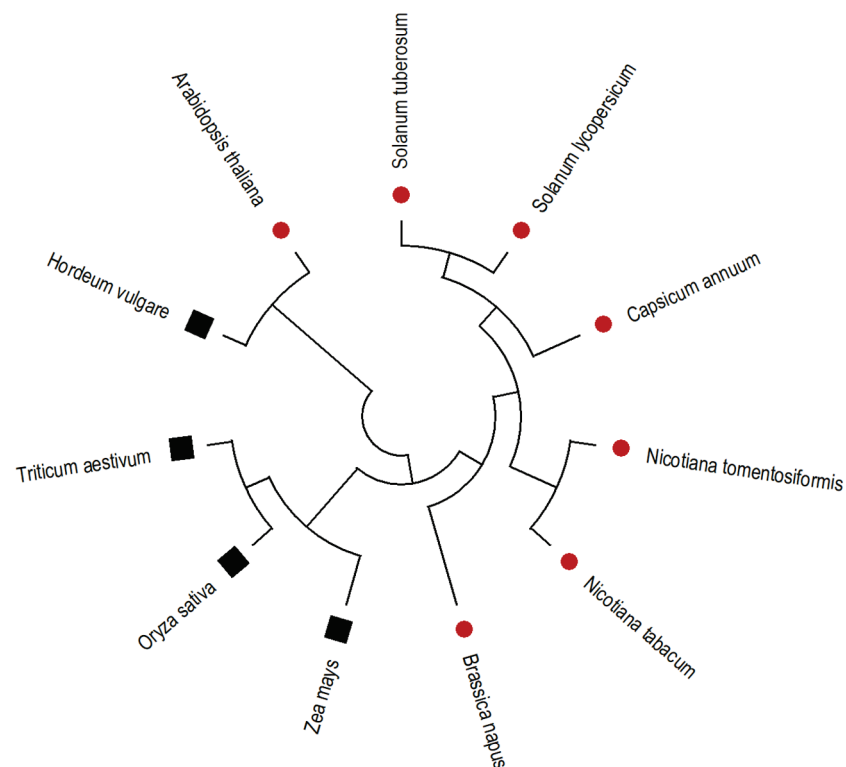 Solanum tuberosum
Solanum lycopersicum
Capsicum annuum
Nicotiana tomentosiformis
Nicotiana tabacum
Brassica napus
Zea mays
Oryza sativa
Triticum aestivum
Hordeum vulgare
Arabidopsis thaliana